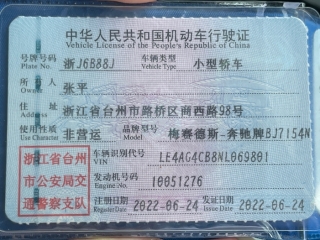 中华人民共和国机动车行驶证
Vehicle License of the People's Republic of China
号牌号码 浙J6B88J 车辆类型 小型轿车
Plate No. Vehicle Type
所有人 张平
Owner
住址 浙江省台州市路桥区商西路98号
Address
使用性质 非营运 品牌型号 梅赛德斯-奔驰牌BJ7154N
浙江省台州市公安局交通警察支队
车辆识别代号 LE4AG4CB8NL069801
VIN
发动机号码 10051276
Engine No.
注册日期 2022-06-24 发证日期 2022-06-24
Register Date Issue Date